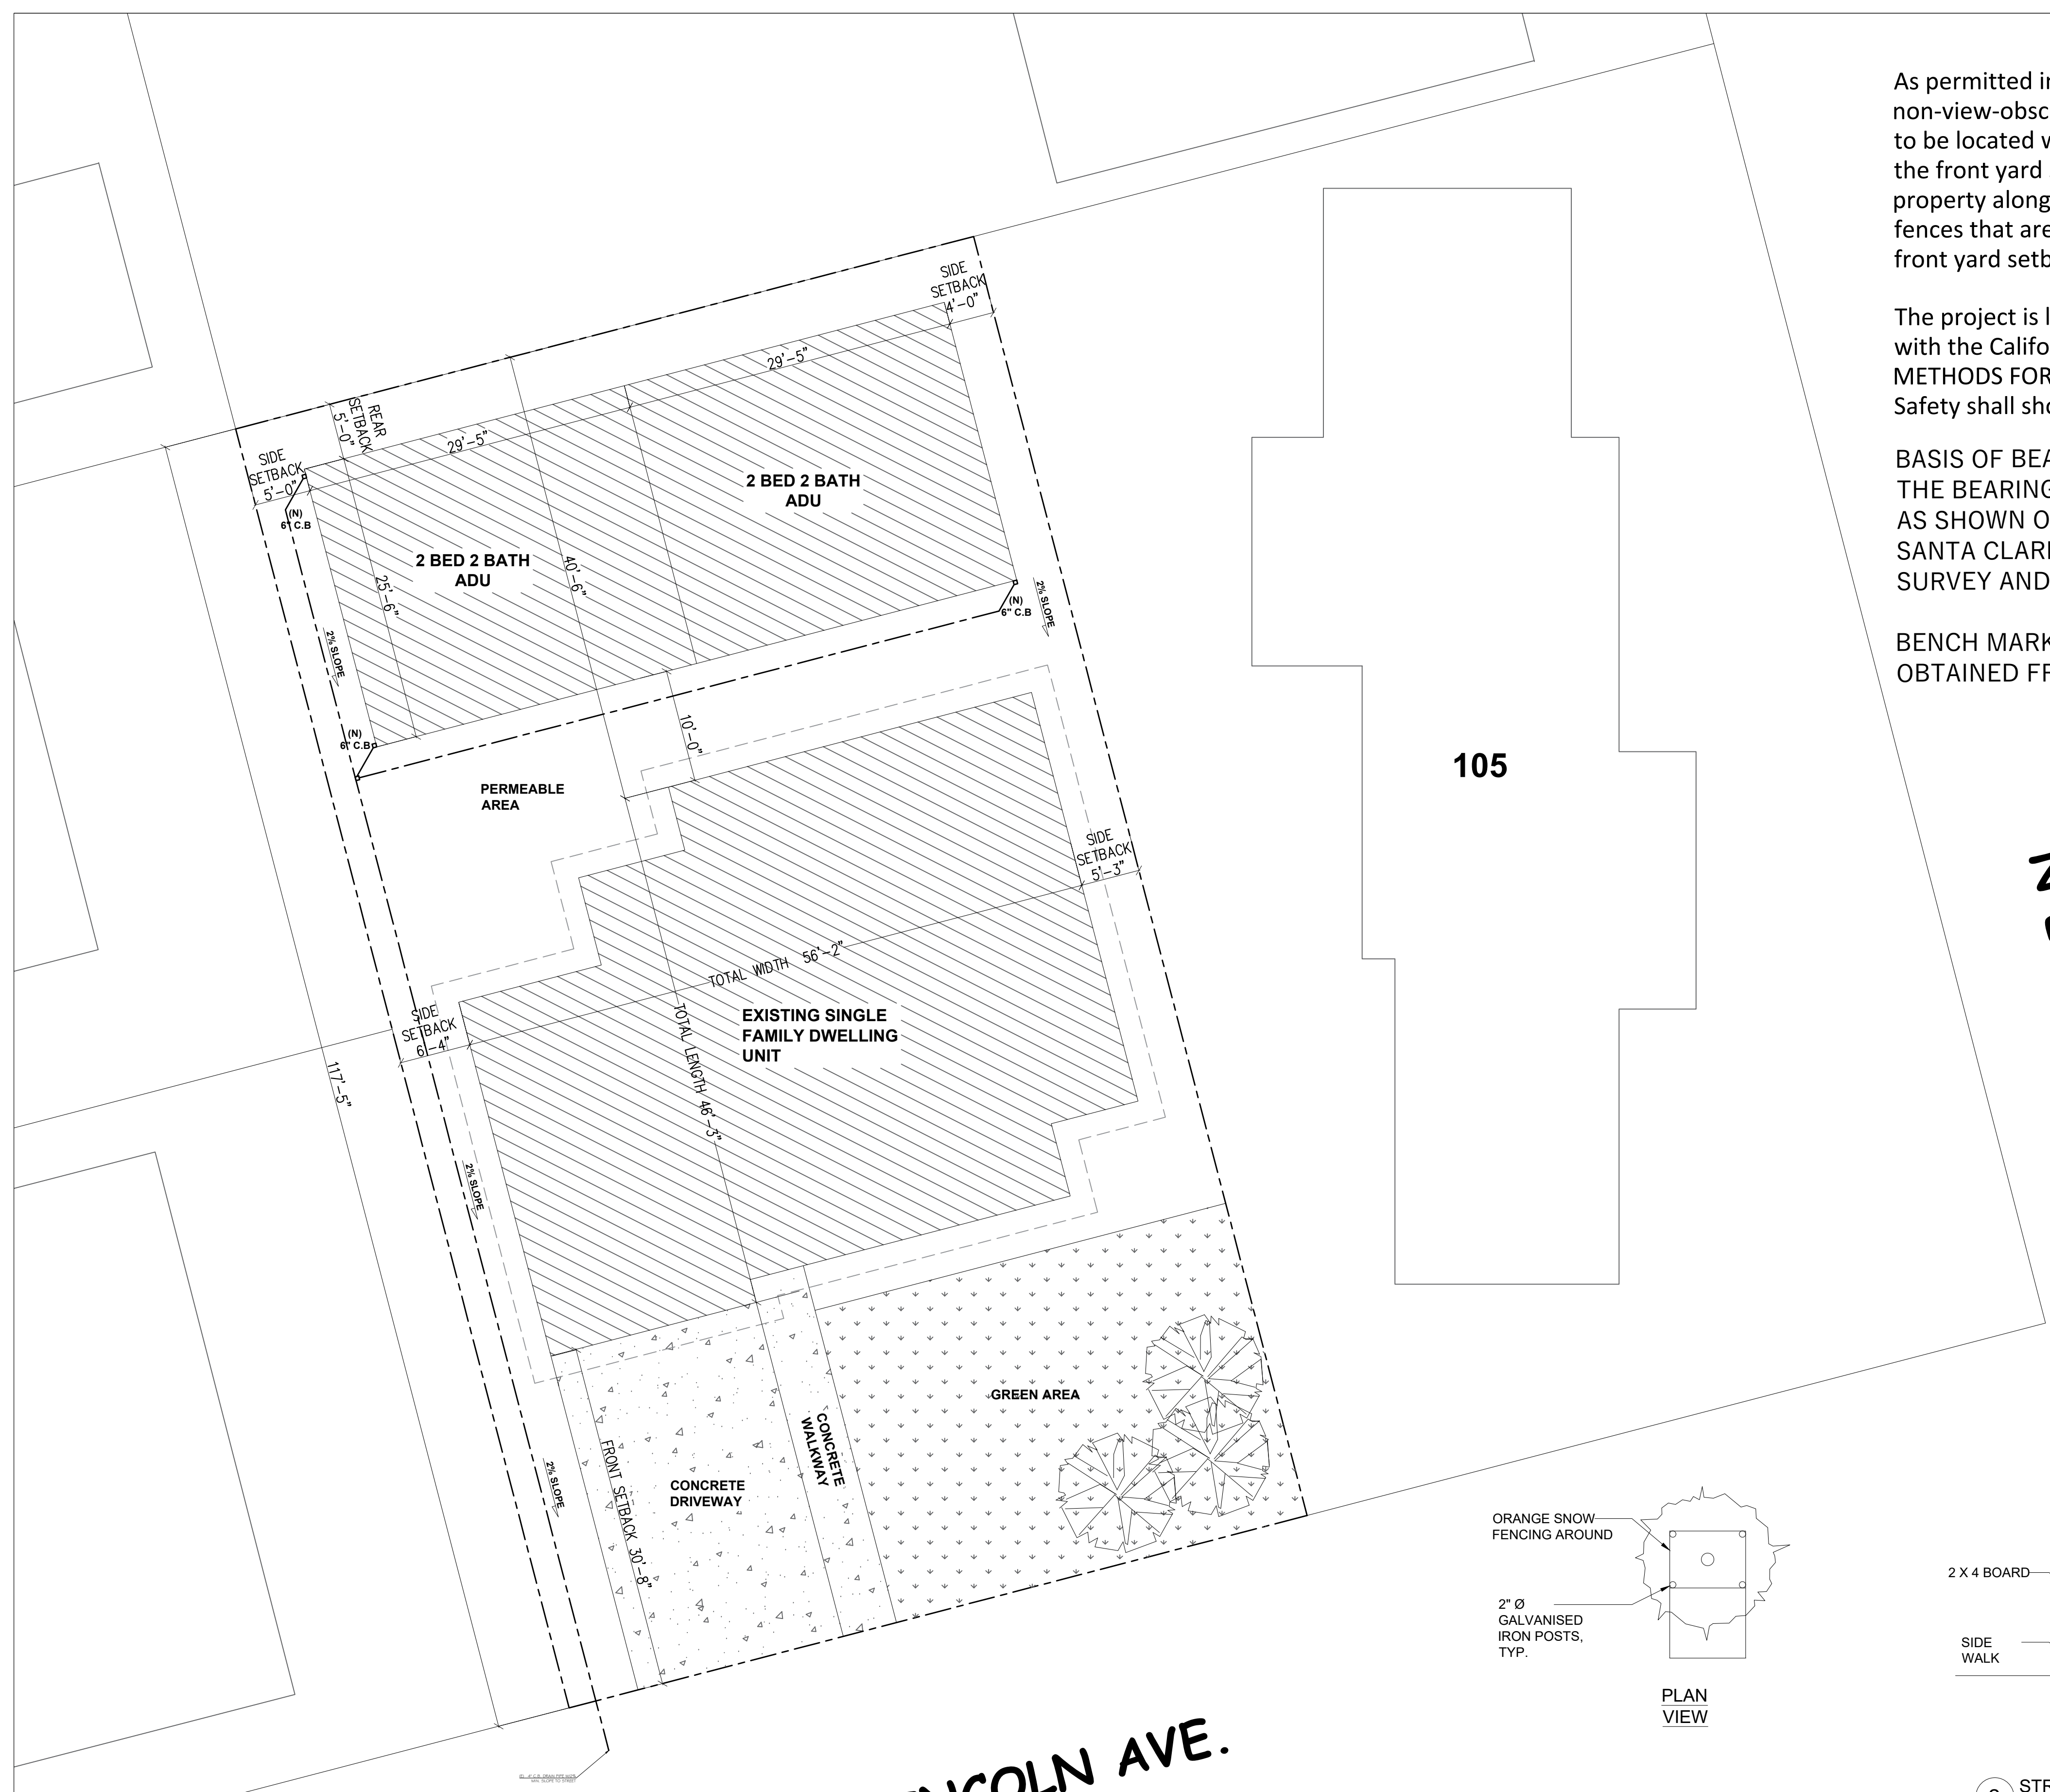 As permitted in
non-view-obsc
to be located w
the front yard
property along
fences that are
front yard setb
The project is l
with the Califo
METHODS FOR
Safety shall sho
BASIS OF BEA
THE BEARING
AS SHOWN O
SANTA CLAR
SURVEY AND
BENCH MARK
OBTAINED FR
SIDE
SETBACK
4'-0"
29'-5"
REAR
SETBACK
5'-0"
29'-5"
SIDE
SETBACK
5'-0"
(N)
6" C.B
2 BED 2 BATH
ADU
2 BED 2 BATH
ADU
25'-6"
40'-6"
2% SLOPE
(N)
6" C.B
2% SLOPE
(N)
6" C.B
10'-0"
PERMEABLE
AREA
105
SIDE
SETBACK
5'-3"
TOTAL WIDTH 56'-2"
SIDE
SETBACK
6'-4"
EXISTING SINGLE
FAMILY DWELLING
UNIT
TOTAL LENGTH 46'-3"
117'-5"
2% SLOPE
GREEN AREA
CONCRETE
WALKWAY
FRONT SETBACK 30'-8"
CONCRETE
DRIVEWAY
2% SLOPE
ORANGE SNOW
FENCING AROUND
2" Ø
GALVANISED
IRON POSTS,
TYP.
2 X 4 BOARD
SIDE
WALK
PLAN
VIEW
NCOLN AVE.
STR